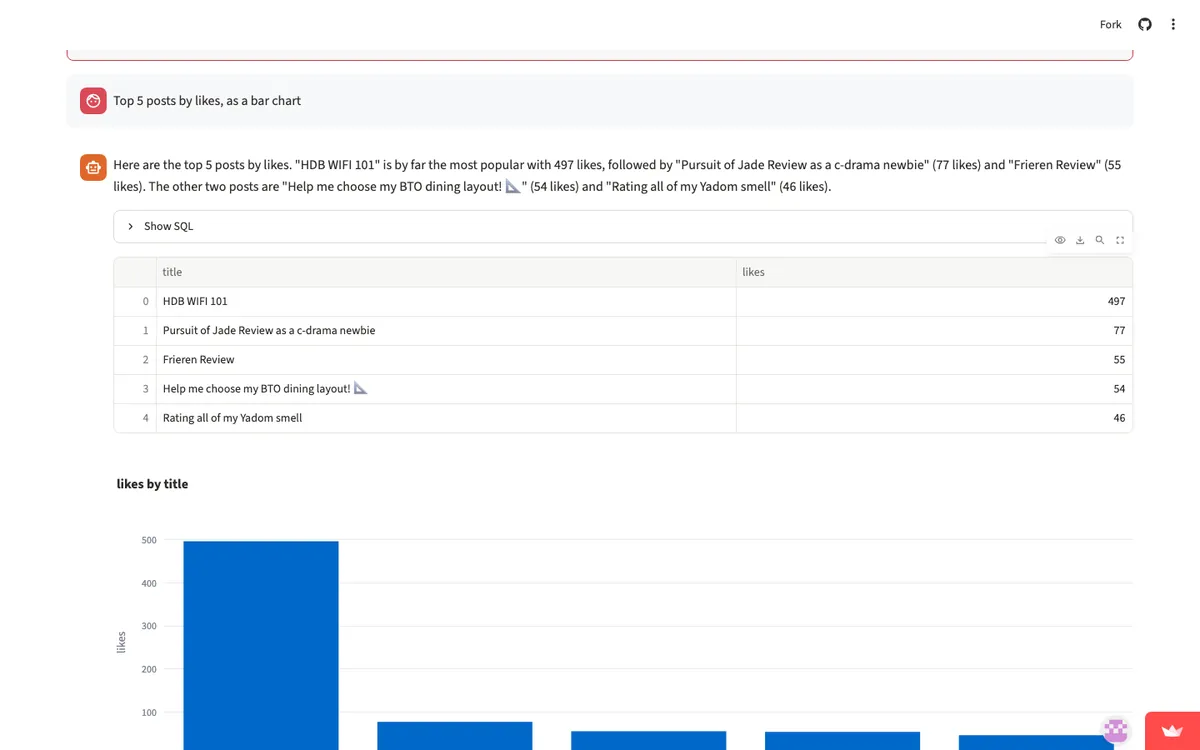 Fork
Top 5 posts by likes, as a bar chart
Here are the top 5 posts by likes. "HDB WIFI 101" is by far the most popular with 497 likes, followed by "Pursuit of Jade Review as a c-drama newbie" (77 likes) and "Frieren Review" (55
likes). The other two posts are "Help me choose my BTO dining layout! 📐" (54 likes) and "Rating all of my Yadom smell" (46 likes).
Show SQL
title likes
0 HDB WIFI 101 497
1 Pursuit of Jade Review as a c-drama newbie 77
2 Frieren Review 55
3 Help me choose my BTO dining layout! 📐 54
4 Rating all of my Yadom smell 46
likes by title
500
400
300
likes
200
100